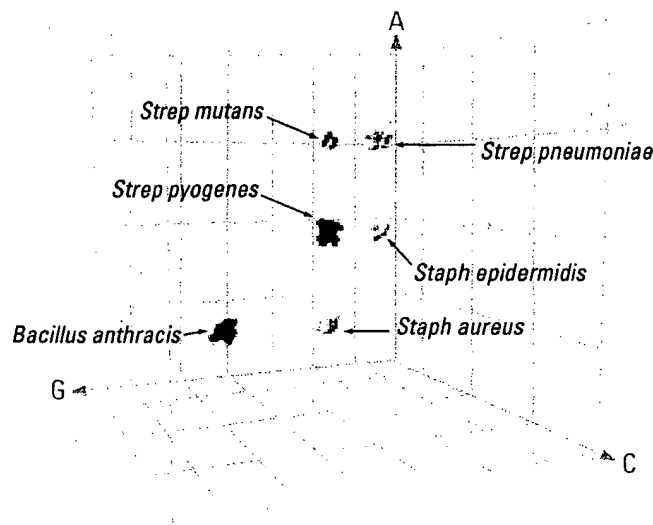 A
Strep mutans
Strep pneumoniae
Strep pyogenes
Staph epidermidis
Bacillus anthracis
Staph aureus
G
C